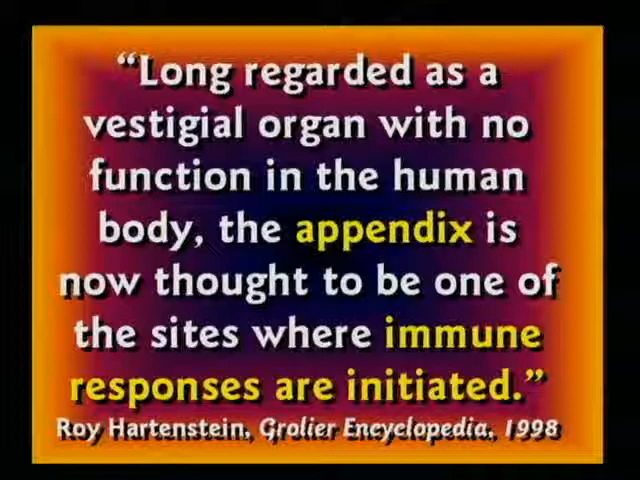 “Long regarded as a
vestigial organ with no
function in the human
body, the appendix is
now thought to be one of
the sites where immune
responses are initiated.”
Roy Hartenstein, Grolier Encyclopedia, 1998